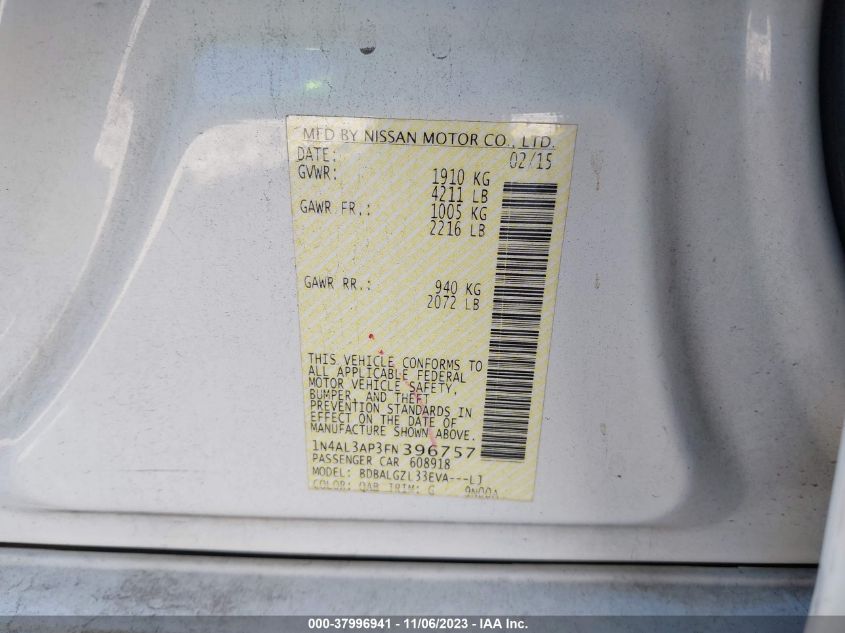 MFD BY NISSAN MOTOR CO., LTD.
DATE: 02/15
GVWR: 1910 KG
4211 LB
GAWR FR.: 1005 KG
2216 LB
GAWR RR.: 940 KG
2072 LB
THIS VEHICLE CONFORMS TO
ALL APPLICABLE FEDERAL
MOTOR VEHICLE SAFETY,
BUMPER, AND THEFT
PREVENTION STANDARDS IN
EFFECT ON THE DATE OF
MANUFACTURE SHOWN ABOVE.
1N4AL3AP3FN396757
PASSENGER CAR 608918
MODEL: BDBALGZL33EVA---LJ
COLOR: QAB TRIM: G
000-37996941 - 11/06/2023 - IAA Inc.